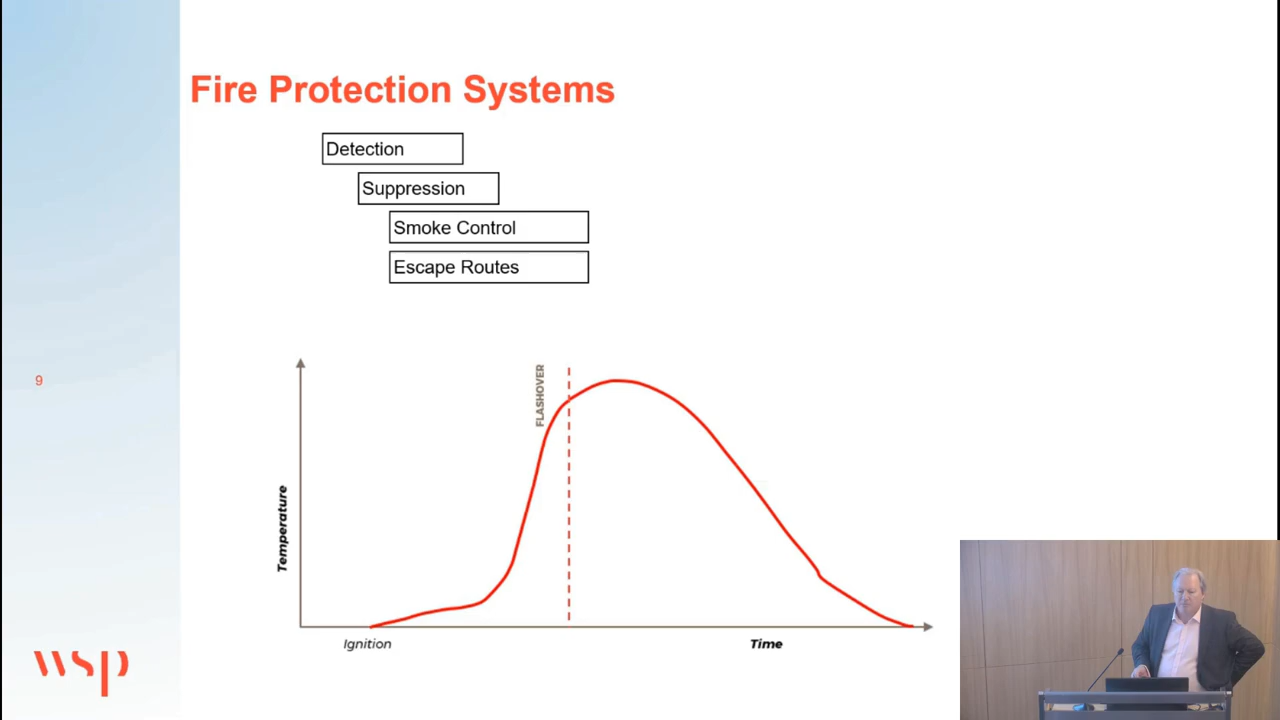 Fire Protection Systems
Detection
Suppression
Smoke Control
Escape Routes
9
FLASHOVER
Temperature
Ignition
Time
wsp